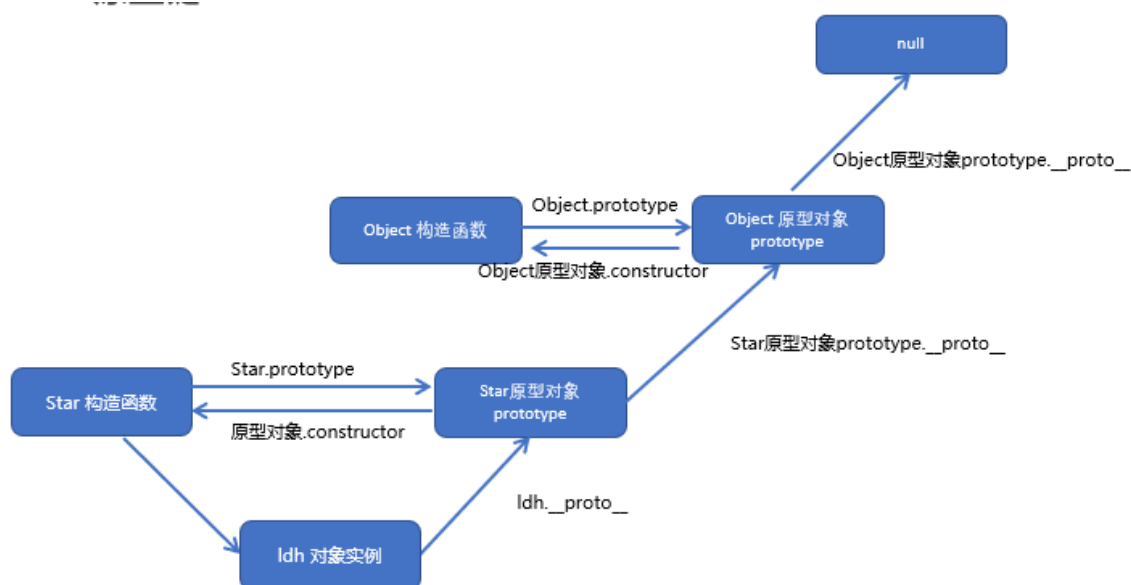 null
Object原型对象prototype.__proto__
Object.prototype
Object 构造函数
Object 原型对象
prototype
Object原型对象.constructor
Star原型对象prototype.__proto__
Star.prototype
Star 构造函数
Star原型对象
prototype
原型对象.constructor
ldh.__proto__
ldh 对象实例